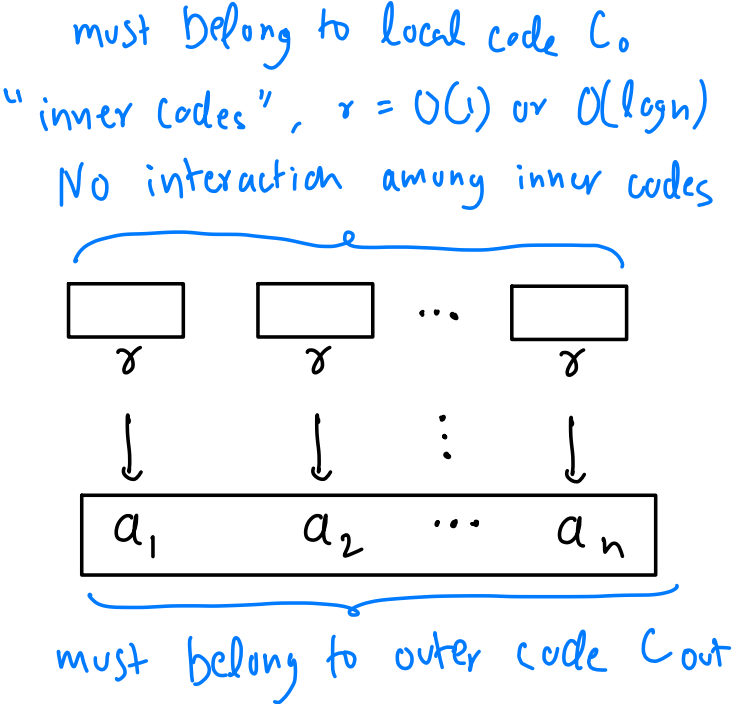 must belong to local code C₀
"inner codes", r = O(1) or O(log n)
No interaction among inner codes
...
r r r
a₁ a₂ ... aₙ
must belong to outer code C_out